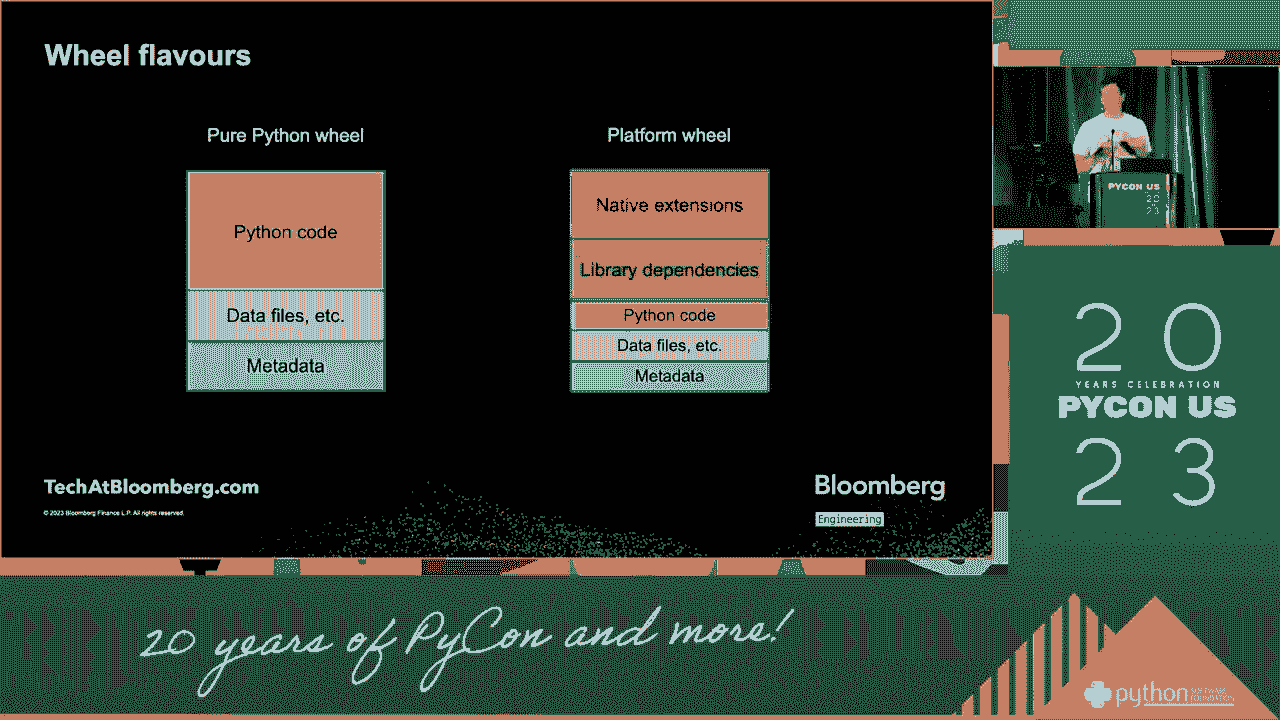 Wheel flavours
Pure Python wheel
Python code
Data files, etc.
Metadata
Platform wheel
Native extensions
Library dependencies
Python code
Data files, etc.
Metadata
TechAtBloomberg.com
© 2023 Bloomberg Finance L.P. All rights reserved.
Bloomberg
Engineering
PYCON US
20
23
20
YEARS CELEBRATION
PYCON US
23
20 years of PyCon and more!
python SOFTWARE
FOUNDATION